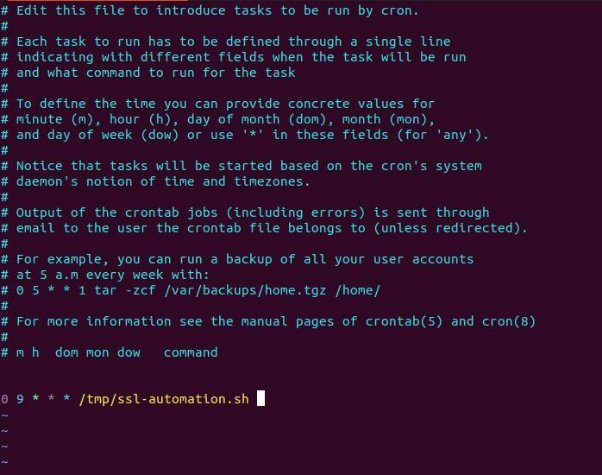 # Edit this file to introduce tasks to be run by cron.
#
# Each task to run has to be defined through a single line
# indicating with different fields when the task will be run
# and what command to run for the task
#
# To define the time you can provide concrete values for
# minute (m), hour (h), day of month (dom), month (mon),
# and day of week (dow) or use '*' in these fields (for 'any').
#
# Notice that tasks will be started based on the cron's system
# daemon's notion of time and timezones.
#
# Output of the crontab jobs (including errors) is sent through
# email to the user the crontab file belongs to (unless redirected).
#
# For example, you can run a backup of all your user accounts
# at 5 a.m every week with:
# 0 5 * * 1 tar -zcf /var/backups/home.tgz /home/
#
# For more information see the manual pages of crontab(5) and cron(8)
#
# m h  dom mon dow   command
0 9 * * * /tmp/ssl-automation.sh
~
~
~
~